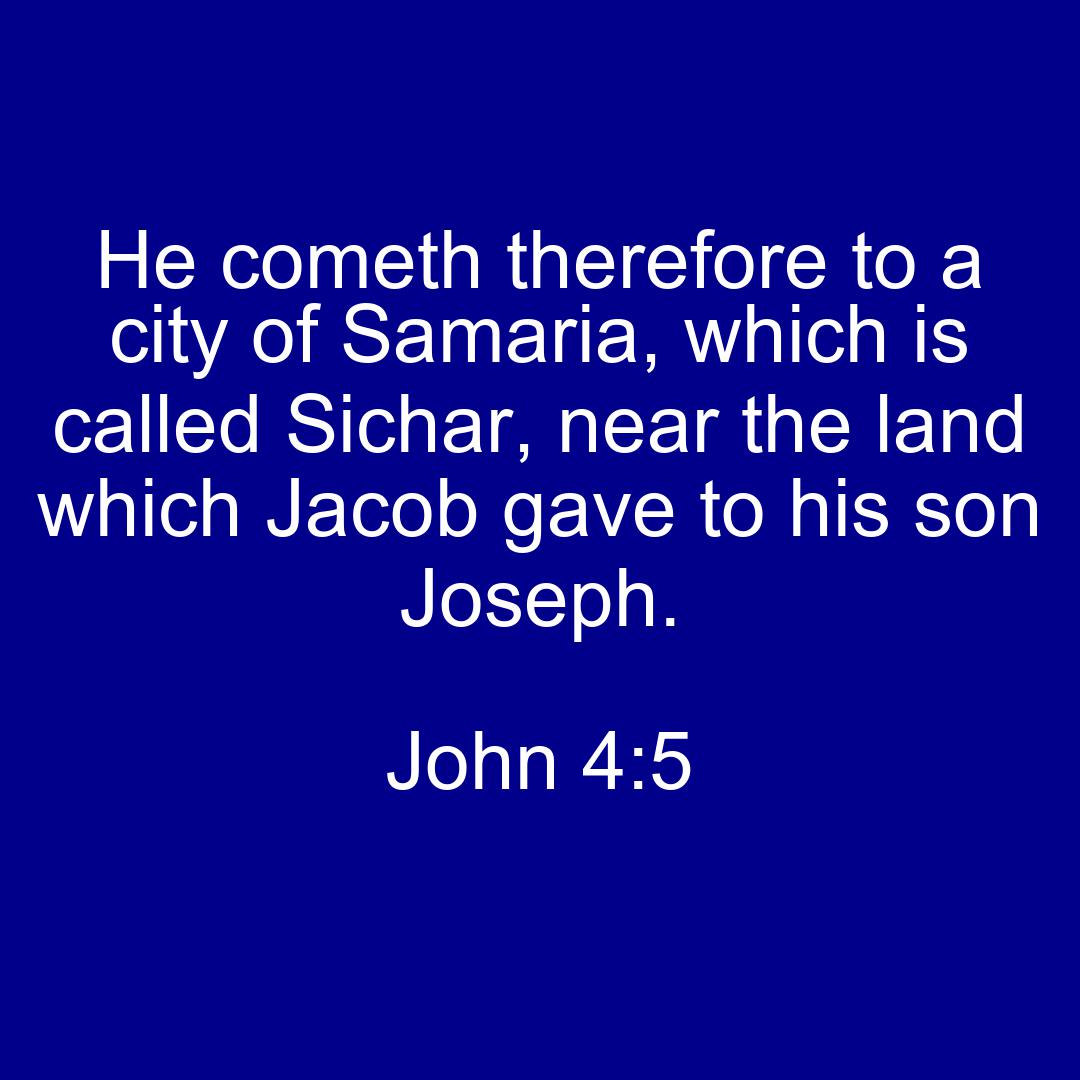 He cometh therefore to a
city of Samaria, which is
called Sichar, near the land
which Jacob gave to his son
Joseph.
John 4:5